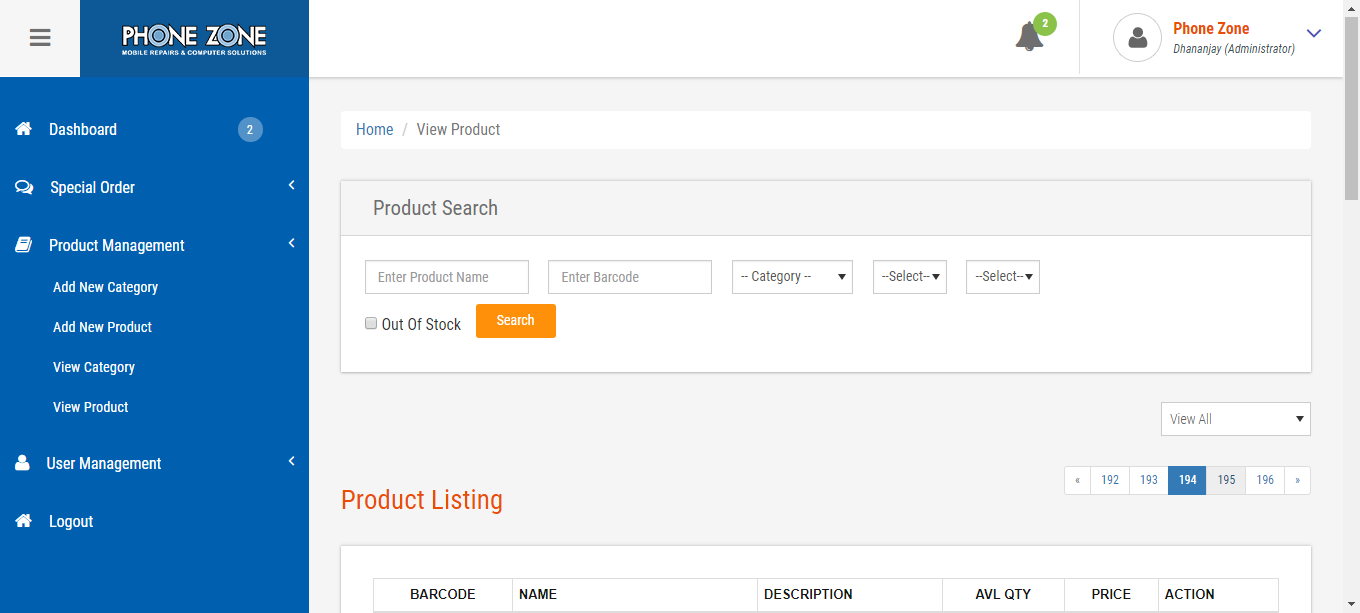 PHONE ZONE
MOBILE REPAIRS & COMPUTER SOLUTIONS
2
Phone Zone
Dhananjay (Administrator)
Dashboard
2
Special Order
Product Management
Add New Category
Add New Product
View Category
View Product
User Management
Logout
Home / View Product
Product Search
Enter Product Name
Enter Barcode
-- Category --
--Select--
--Select--
Out Of Stock
Search
View All
« 192 193 194 195 196 »
Product Listing
BARCODE NAME DESCRIPTION AVL QTY PRICE ACTION